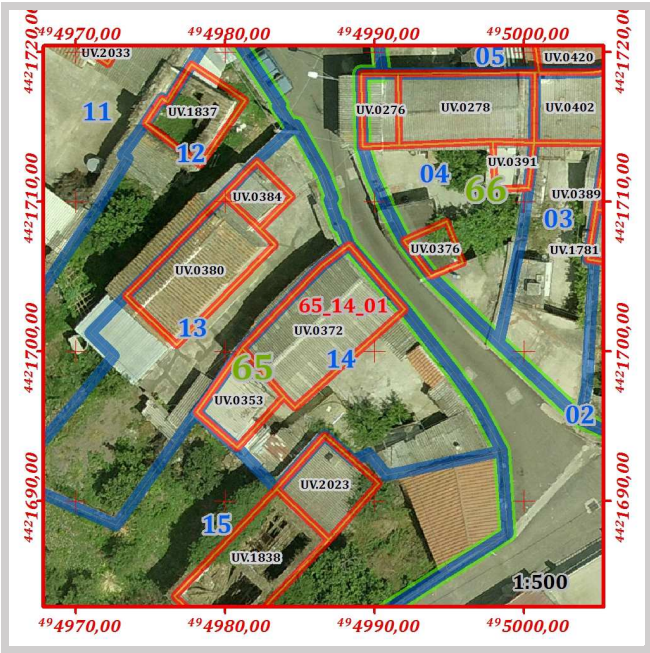 ⁴⁹4970,00 ⁴⁹4980,00 ⁴⁹4990,00 ⁴⁹5000,00
⁴⁴²1720,00 ⁴⁴²1720,00
UV.2033 05 UV.0420
11 UV.1837 UV.0276 UV.0278 UV.0402
12 UV.0391
04 66
⁴⁴²1710,00 UV.0384 UV.0389 ⁴⁴²1710,00
03
UV.0376 UV.1781
UV.0380
65_14_01
13 UV.0372
⁴⁴²1700,00 65 14 ⁴⁴²1700,00
UV.0353 02
UV.2023
⁴⁴²1690,00 15 ⁴⁴²1690,00
UV.1838
1:500
⁴⁹4970,00 ⁴⁹4980,00 ⁴⁹4990,00 ⁴⁹5000,00